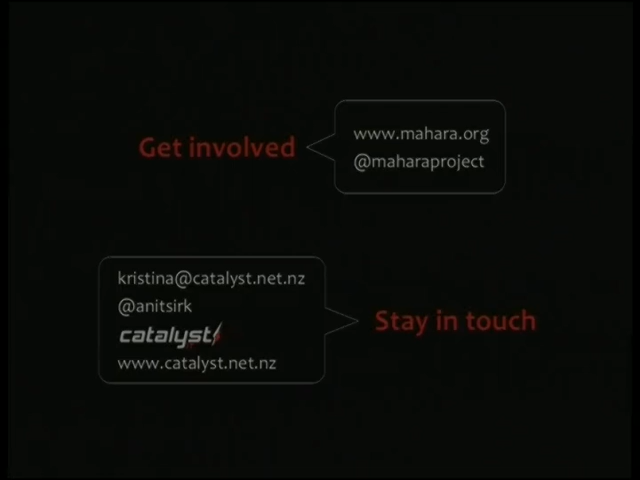 Get involved
www.mahara.org
@maharaproject
kristina@catalyst.net.nz
@anitsirk
catalyst
www.catalyst.net.nz
Stay in touch